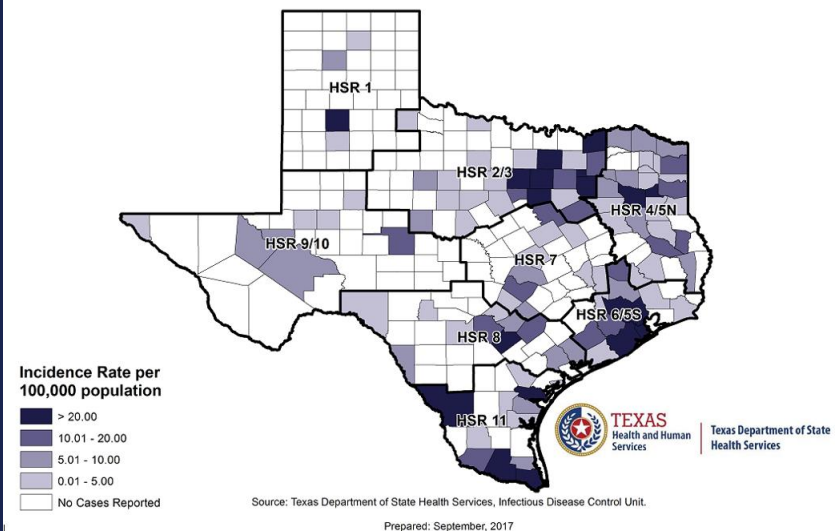 HSR 1
HSR 2/3
HSR 4/5N
HSR 9/10
HSR 7
HSR 6/5S
HSR 8
HSR 11
Incidence Rate per
100,000 population
> 20.00
10.01 - 20.00
5.01 - 10.00
0.01 - 5.00
No Cases Reported
TEXAS
Health and Human
Services
Texas Department of State
Health Services
Source: Texas Department of State Health Services, Infectious Disease Control Unit.
Prepared: September, 2017